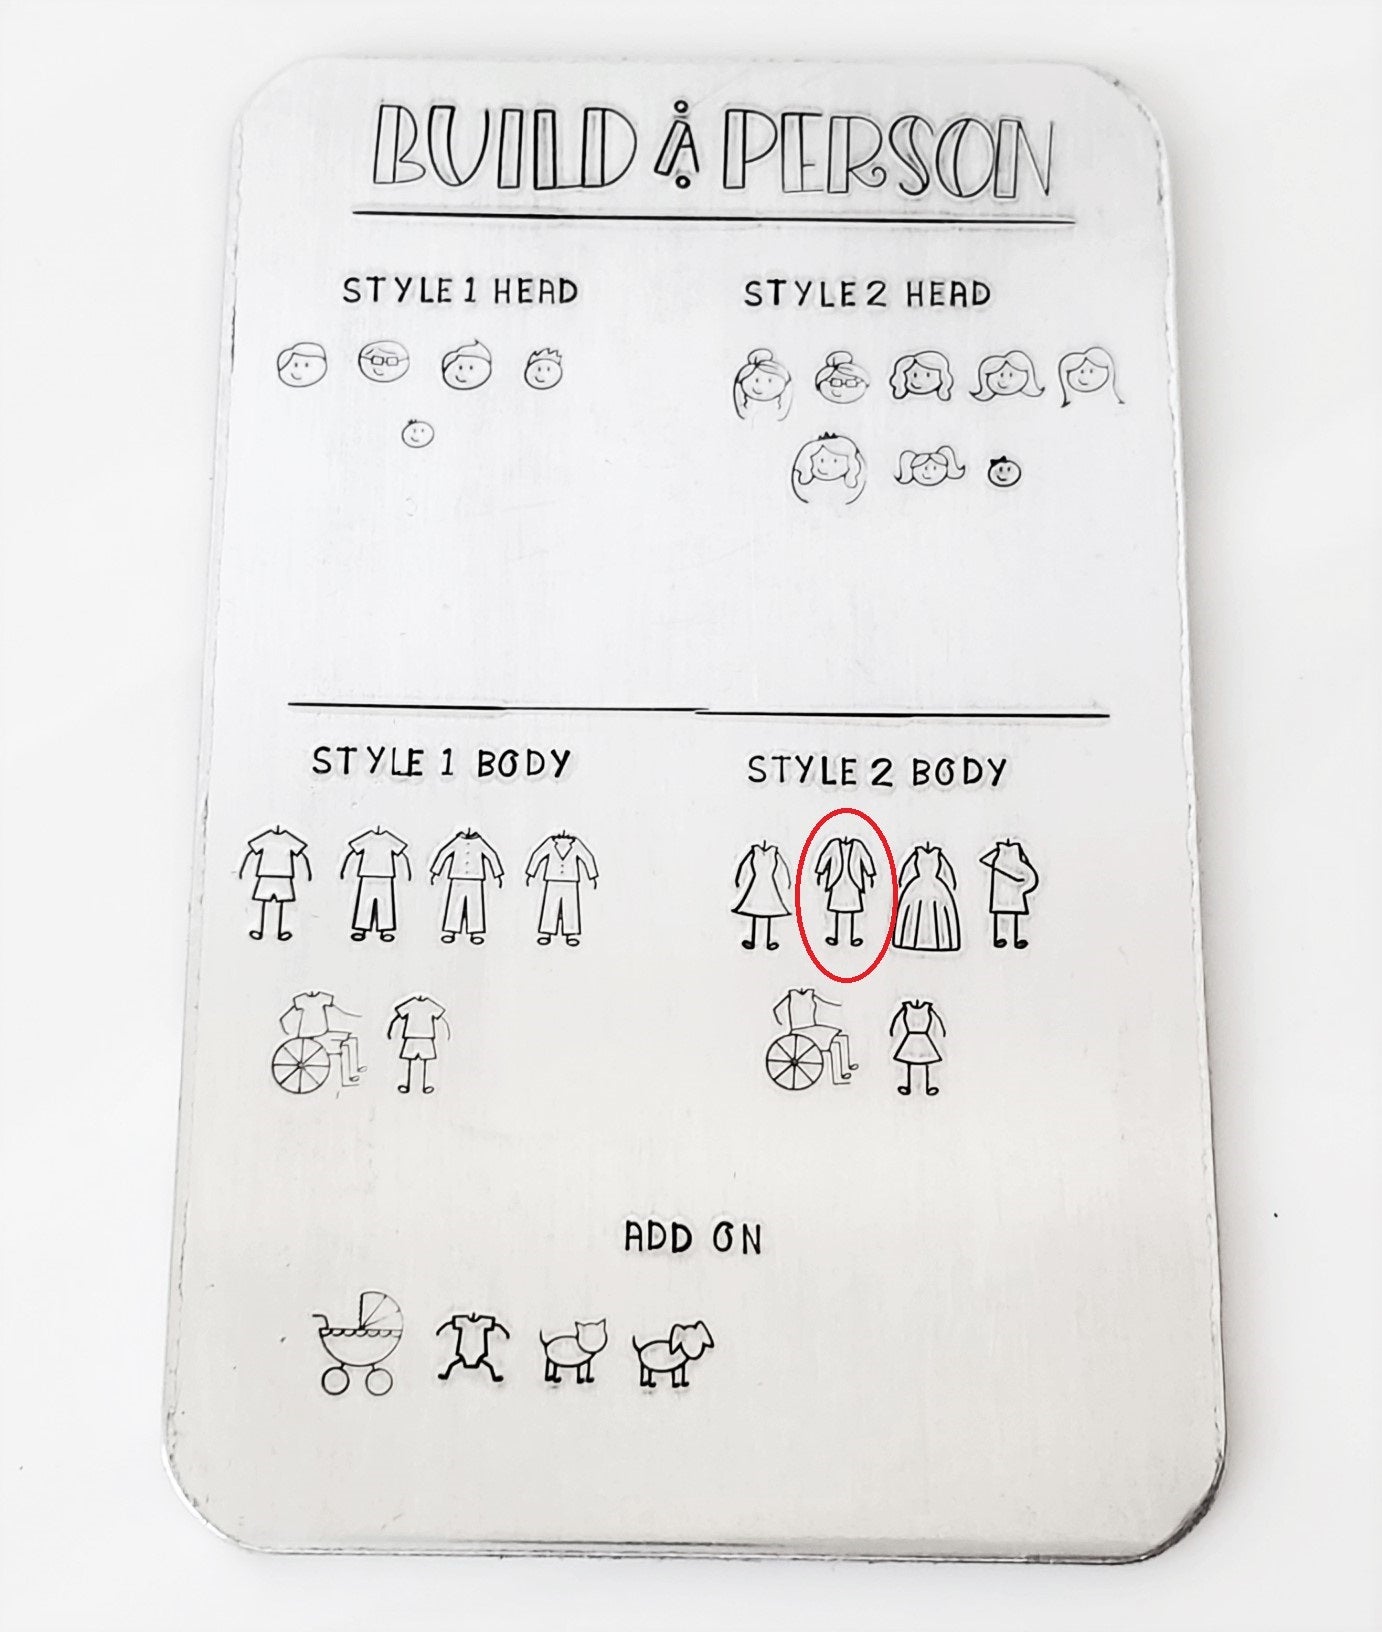 BUILD A PERSON
STYLE 1 HEAD
STYLE 2 HEAD
STYLE 1 BODY
STYLE 2 BODY
ADD ON